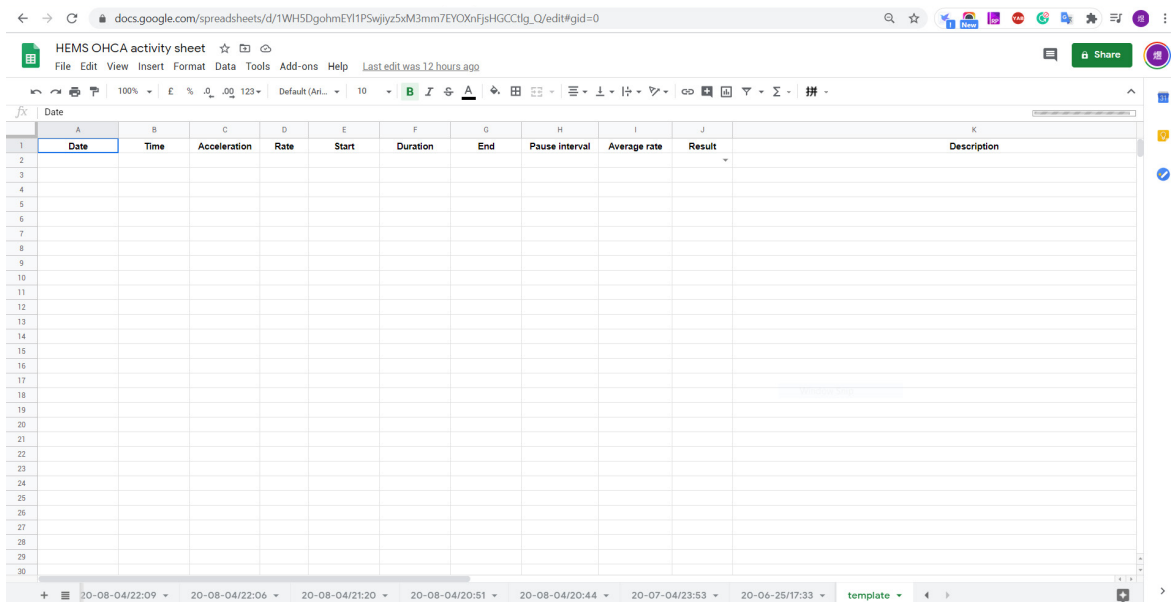 docs.google.com/spreadsheets/d/1WH5DgohmEYl1PSwjiyz5xM3mm7EYOXnFjsHGCCtlg_Q/edit#gid=0
New
YAB
煜
HEMS OHCA activity sheet
Share
煜
File Edit View Insert Format Data Tools Add-ons Help Last edit was 12 hours ago
100% £ % .0 .00 123 Default (Ari... 10 B I S A
31
fx Date
A B C D E F G H I J K
1 Date Time Acceleration Rate Start Duration End Pause interval Average rate Result Description
2
3
4
5
6
7
8
9
10
11
12
13
14
15
16
17
18
19
20
21
22
23
24
25
26
27
28
29
30
20-08-04/22:09 20-08-04/22:06 20-08-04/21:20 20-08-04/20:51 20-08-04/20:44 20-07-04/23:53 20-06-25/17:33 template